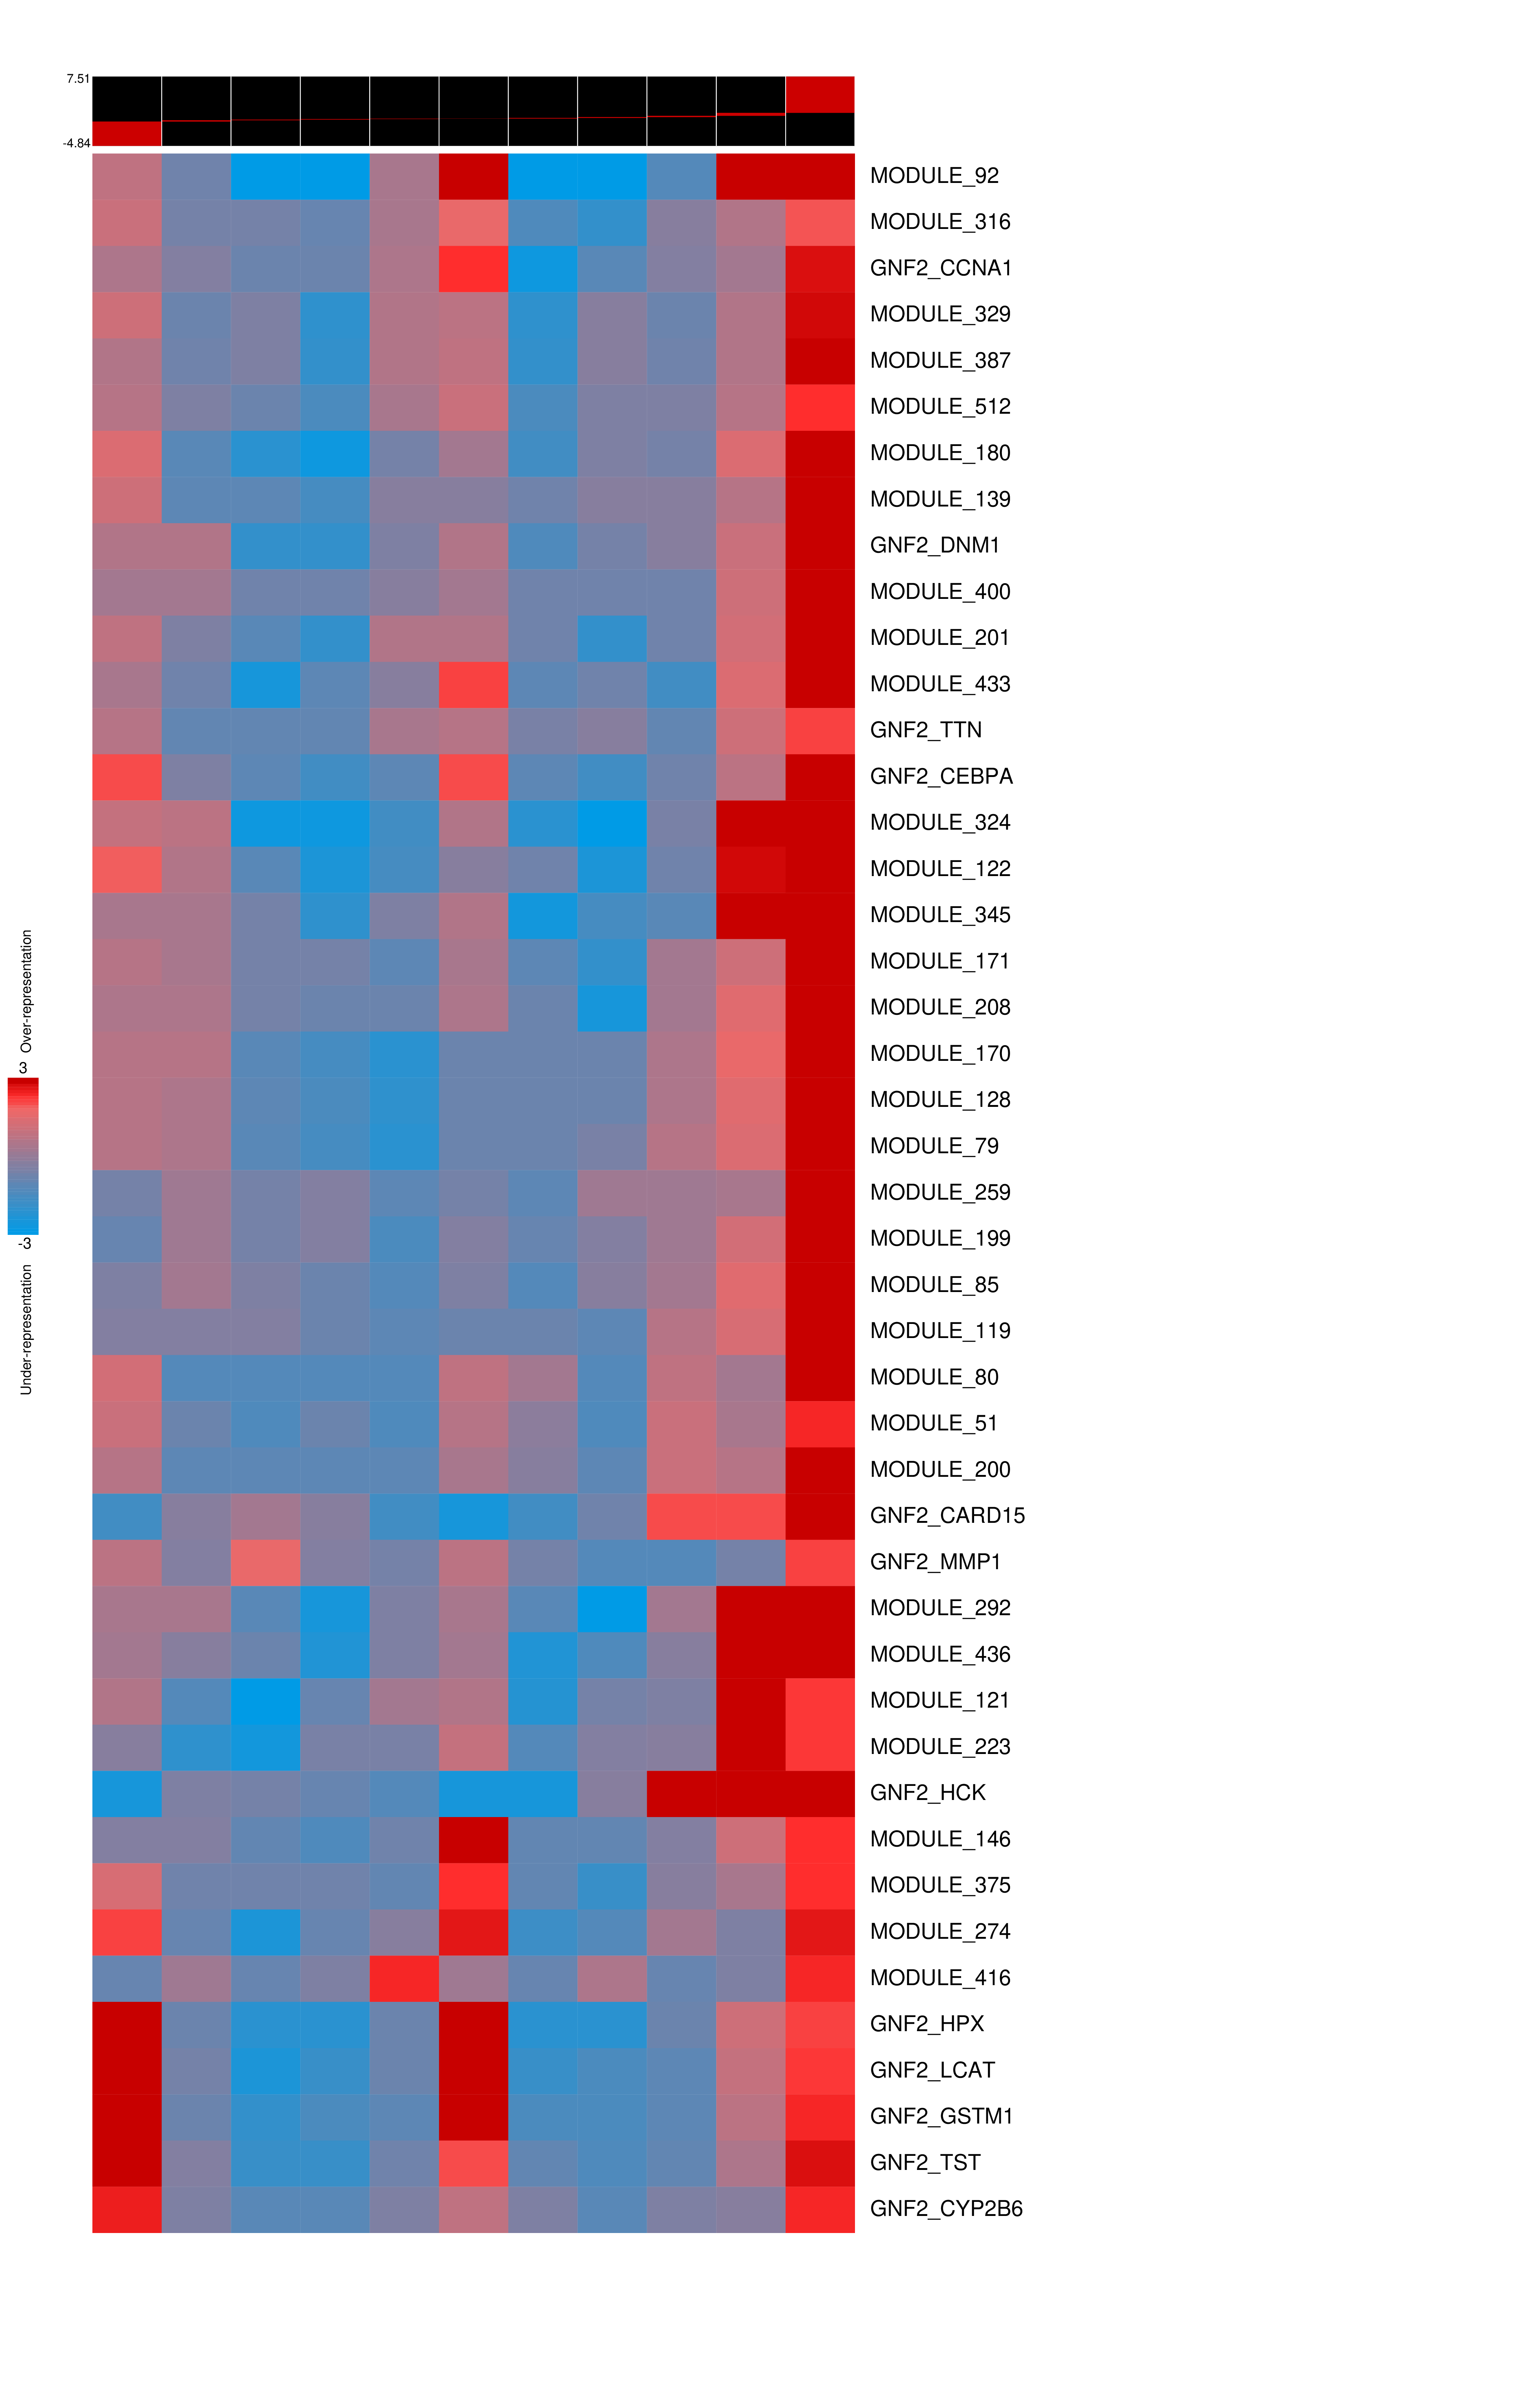 7.51
-4.84
MODULE_92
MODULE_316
GNF2_CCNA1
MODULE_329
MODULE_387
MODULE_512
MODULE_180
MODULE_139
GNF2_DNM1
MODULE_400
MODULE_201
MODULE_433
GNF2_TTN
GNF2_CEBPA
MODULE_324
MODULE_122
MODULE_345
MODULE_171
MODULE_208
MODULE_170
MODULE_128
MODULE_79
MODULE_259
MODULE_199
MODULE_85
MODULE_119
MODULE_80
MODULE_51
MODULE_200
GNF2_CARD15
GNF2_MMP1
MODULE_292
MODULE_436
MODULE_121
MODULE_223
GNF2_HCK
MODULE_146
MODULE_375
MODULE_274
MODULE_416
GNF2_HPX
GNF2_LCAT
GNF2_GSTM1
GNF2_TST
GNF2_CYP2B6
Over-representation
3
-3
Under-representation